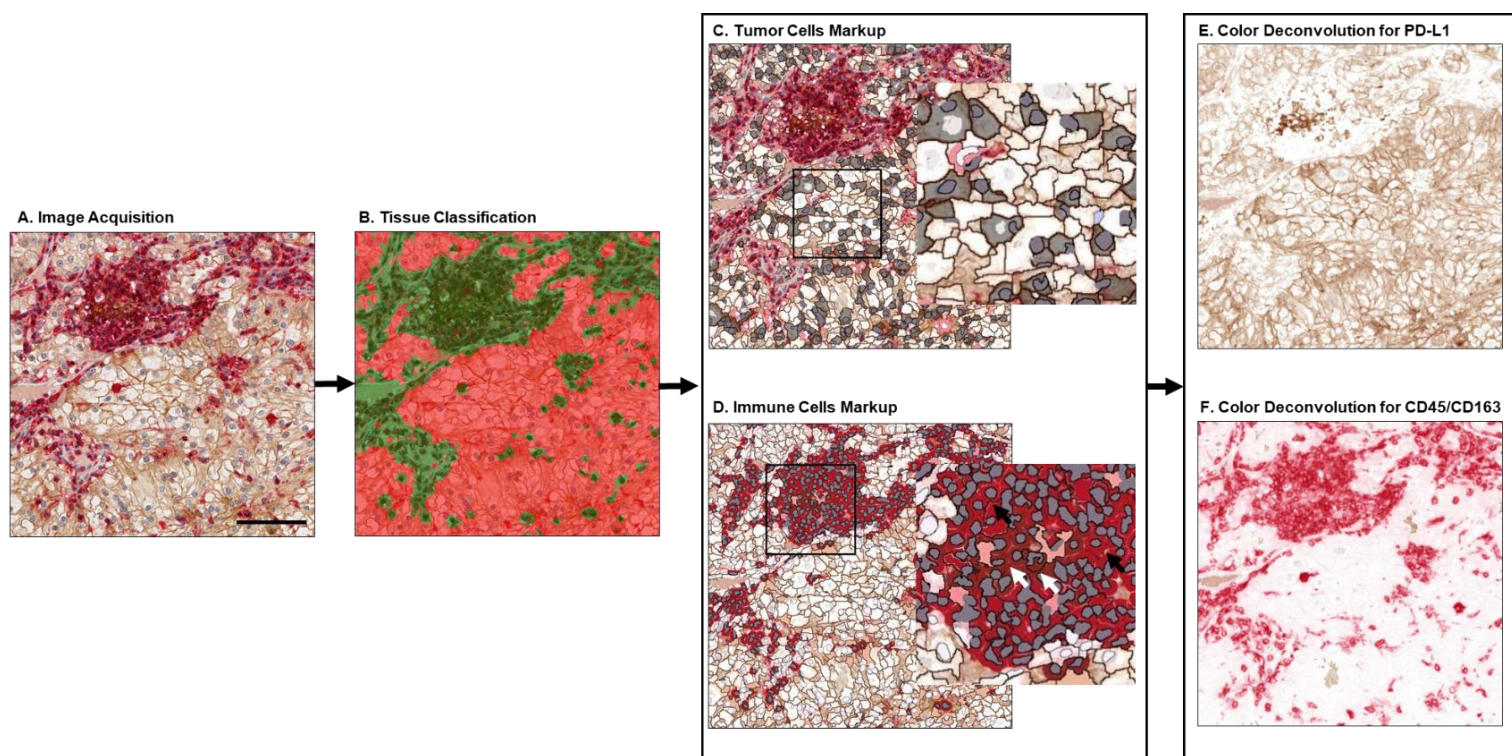 A. Image Acquisition
B. Tissue Classification
C. Tumor Cells Markup
D. Immune Cells Markup
E. Color Deconvolution for PD-L1
F. Color Deconvolution for CD45/CD163